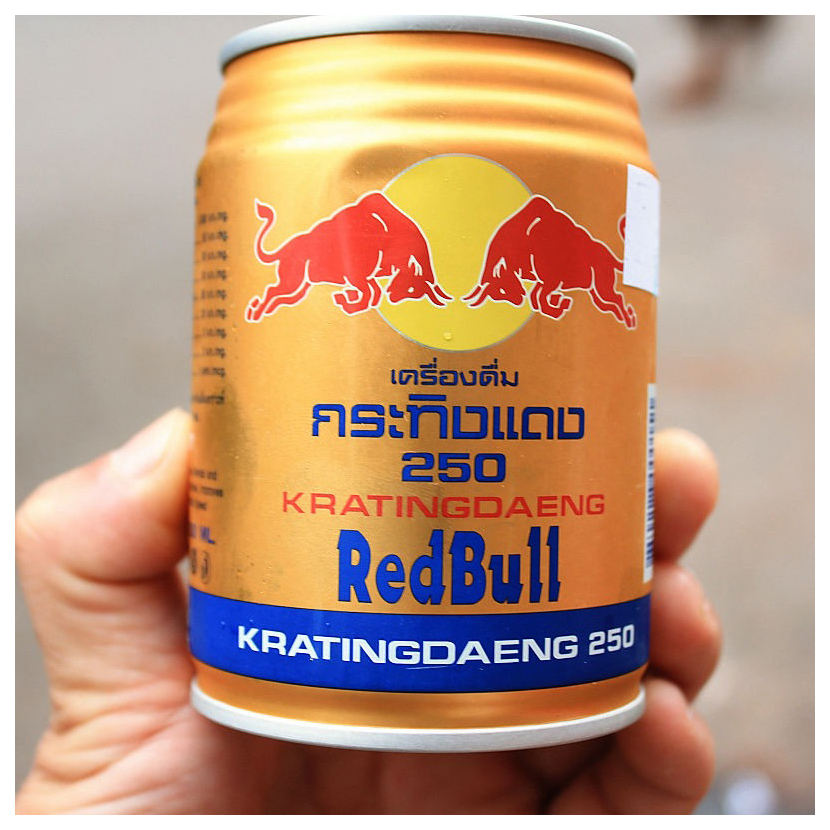 เครื่องดื่ม
กระทิงแดง
250
KRATINGDAENG
RedBull
KRATINGDAENG 250
ML.